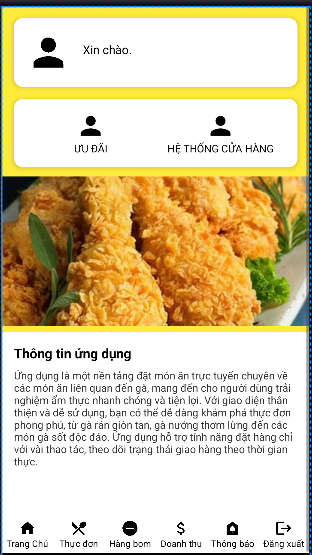 Xin chào.
ƯU ĐÃI
HỆ THỐNG CỬA HÀNG
Thông tin ứng dụng
Ứng dụng là một nền tảng đặt món ăn trực tuyến chuyên về
các món ăn liên quan đến gà, mang đến cho người dùng trải
nghiệm ẩm thực nhanh chóng và tiện lợi. Với giao diện thân
thiện và dễ sử dụng, bạn có thể dễ dàng khám phá thực đơn
phong phú, từ gà rán giòn tan, gà nướng thơm lừng đến các
món gà sốt độc đáo. Ứng dụng hỗ trợ tính năng đặt hàng chỉ
với vài thao tác, theo dõi trạng thái giao hàng theo thời gian
thực.
Trang Chủ
Thực đơn
Hàng bom
Doanh thu
Thông báo
Đăng xuất